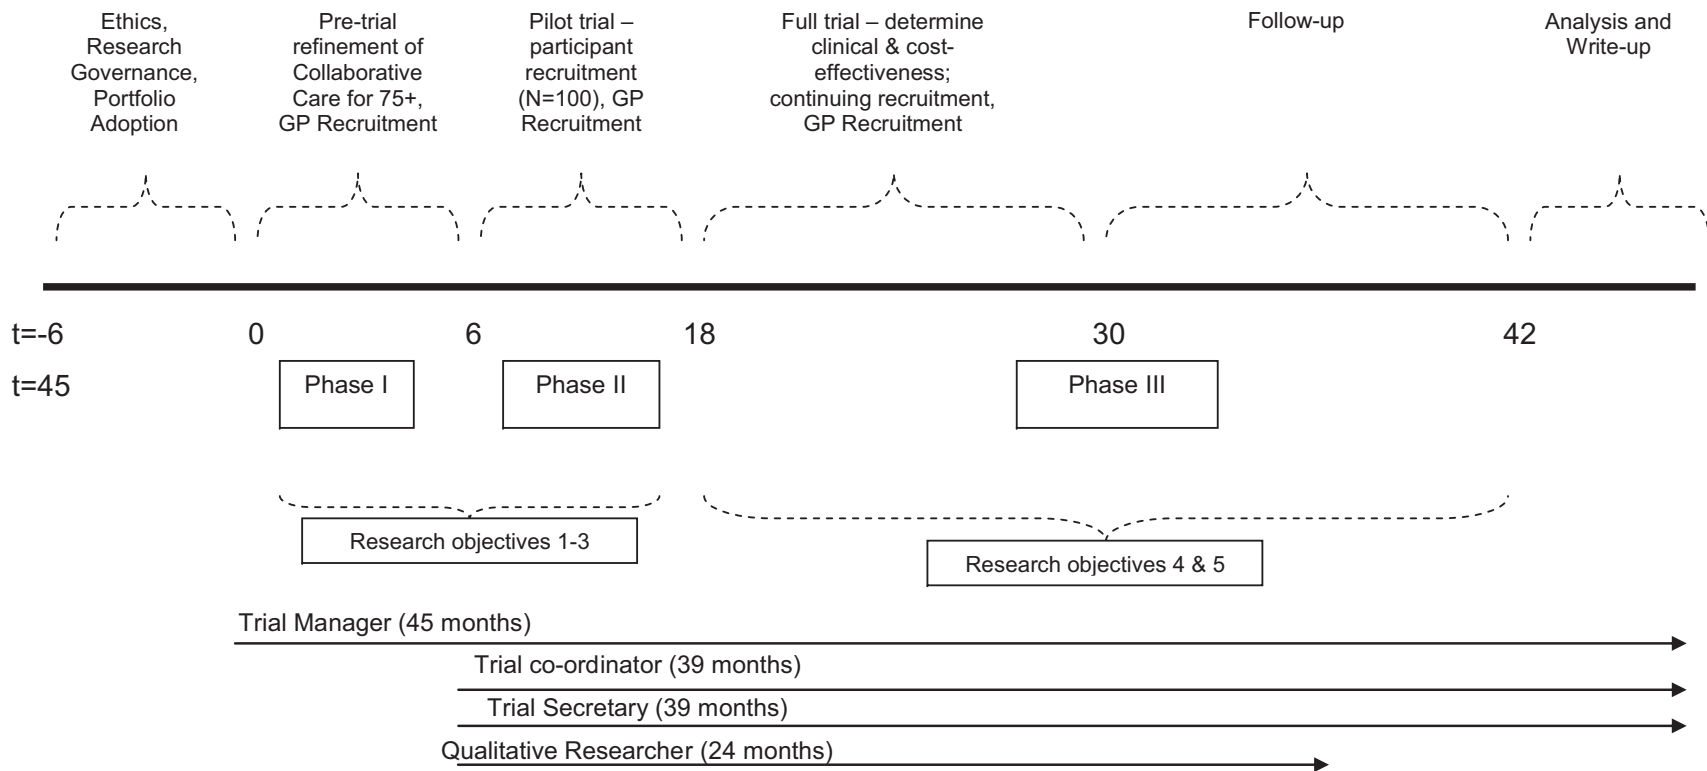 Ethics,
Research
Governance,
Portfolio
Adoption
Pre-trial
refinement of
Collaborative
Care for 75+,
GP Recruitment
Pilot trial –
participant
recruitment
(N=100), GP
Recruitment
Full trial – determine
clinical & cost-
effectiveness;
continuing recruitment,
GP Recruitment
Follow-up
Analysis and
Write-up
t=-6 0 6 18 30 42
t=45
Phase I
Phase II
Phase III
Research objectives 1-3
Research objectives 4 & 5
Trial Manager (45 months)
Trial co-ordinator (39 months)
Trial Secretary (39 months)
Qualitative Researcher (24 months)